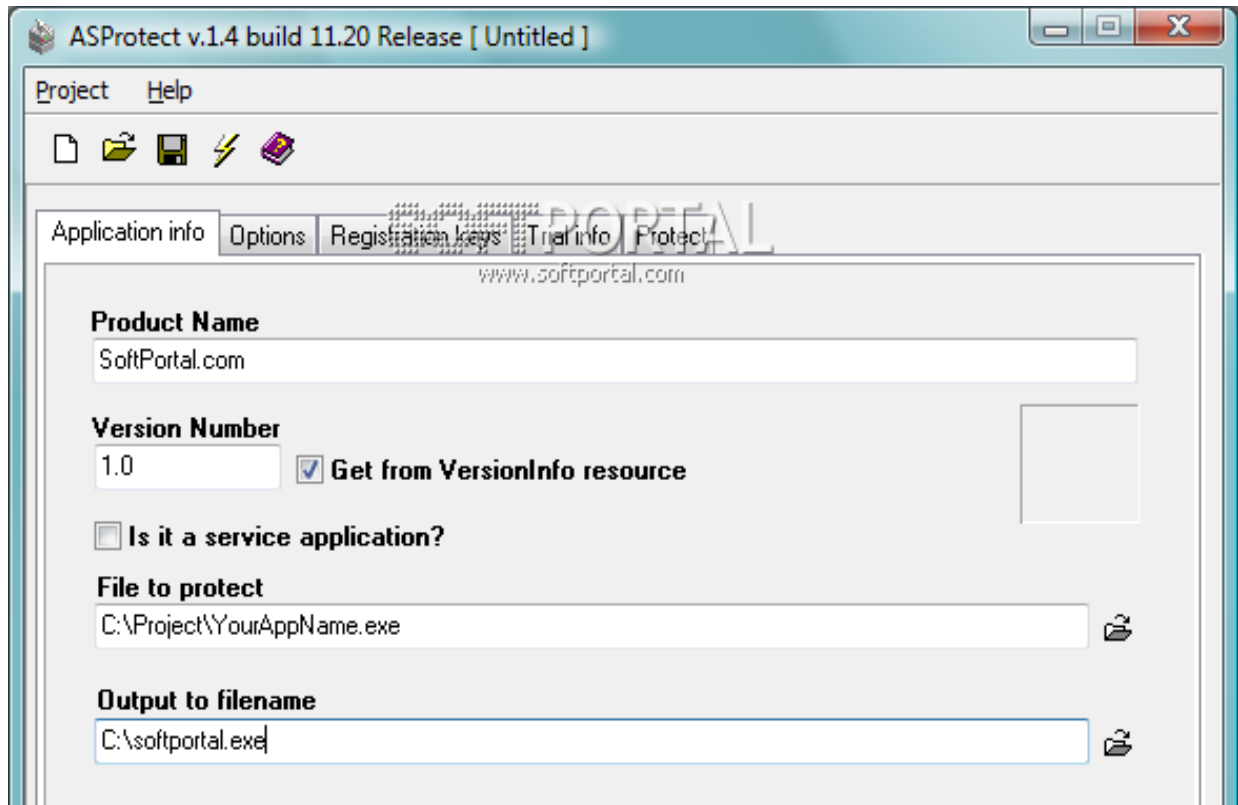 ASProtect v.1.4 build 11.20 Release [ Untitled ]
Project Help
SOFTPORTAL
Application info Options Registration keys Trial info Protect
www.softportal.com
Product Name
SoftPortal.com
Version Number
1.0 Get from VersionInfo resource
Is it a service application?
File to protect
C:\Project\YourAppName.exe
Output to filename
C:\softportal.exe